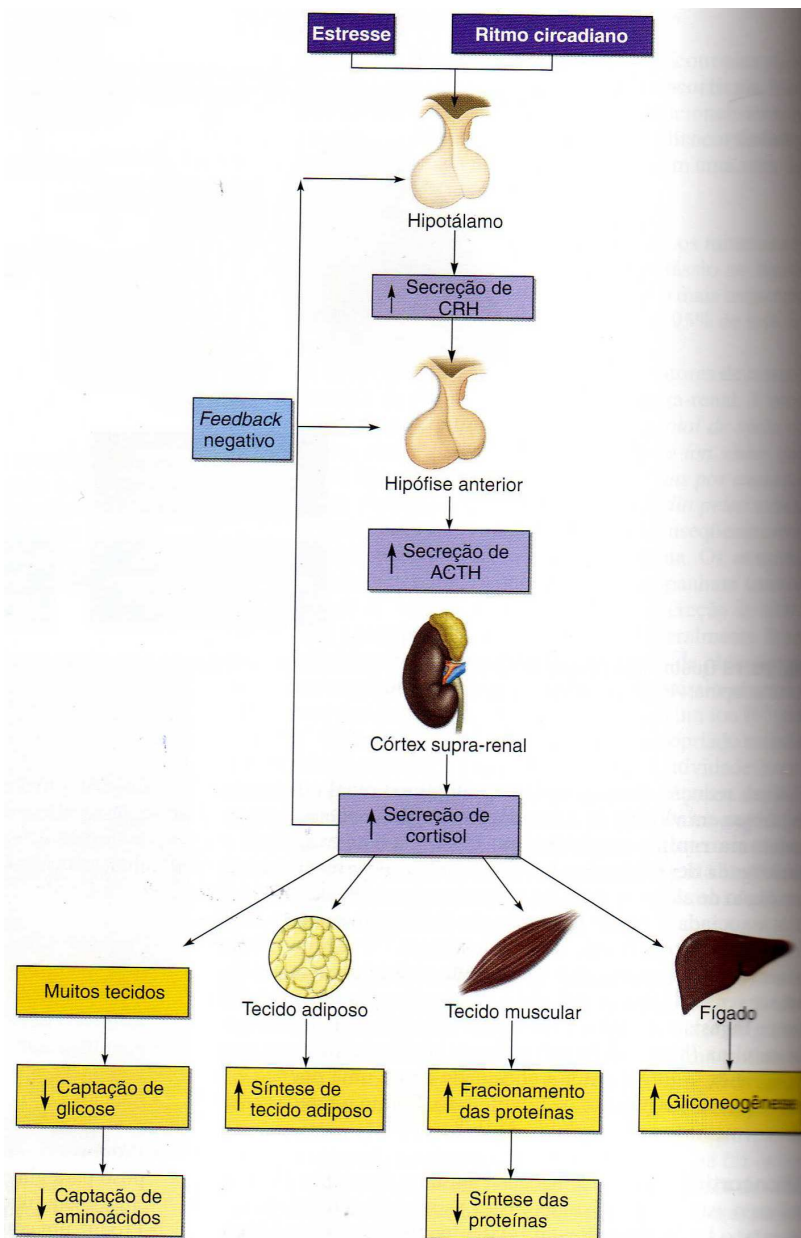 Estresse
Ritmo circadiano
Hipotálamo
Secreção de
CRH
Feedback
negativo
Hipófise anterior
Secreção de
ACTH
Córtex supra-renal
Secreção de
cortisol
Muitos tecidos
Tecido adiposo
Tecido muscular
Fígado
Captação de
glicose
Síntese de
tecido adiposo
Fracionamento
das proteínas
Gliconeogênese
Captação de
aminoácidos
Síntese das
proteínas